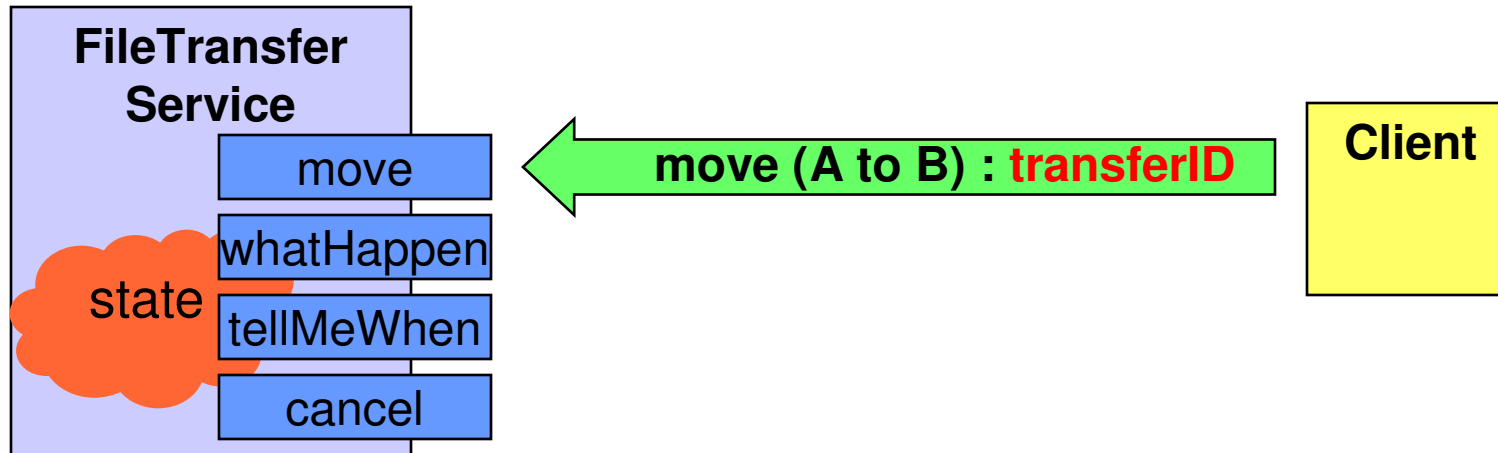 FileTransfer
Service
move
whatHappen
state
tellMeWhen
cancel
move (A to B) : transferID
Client